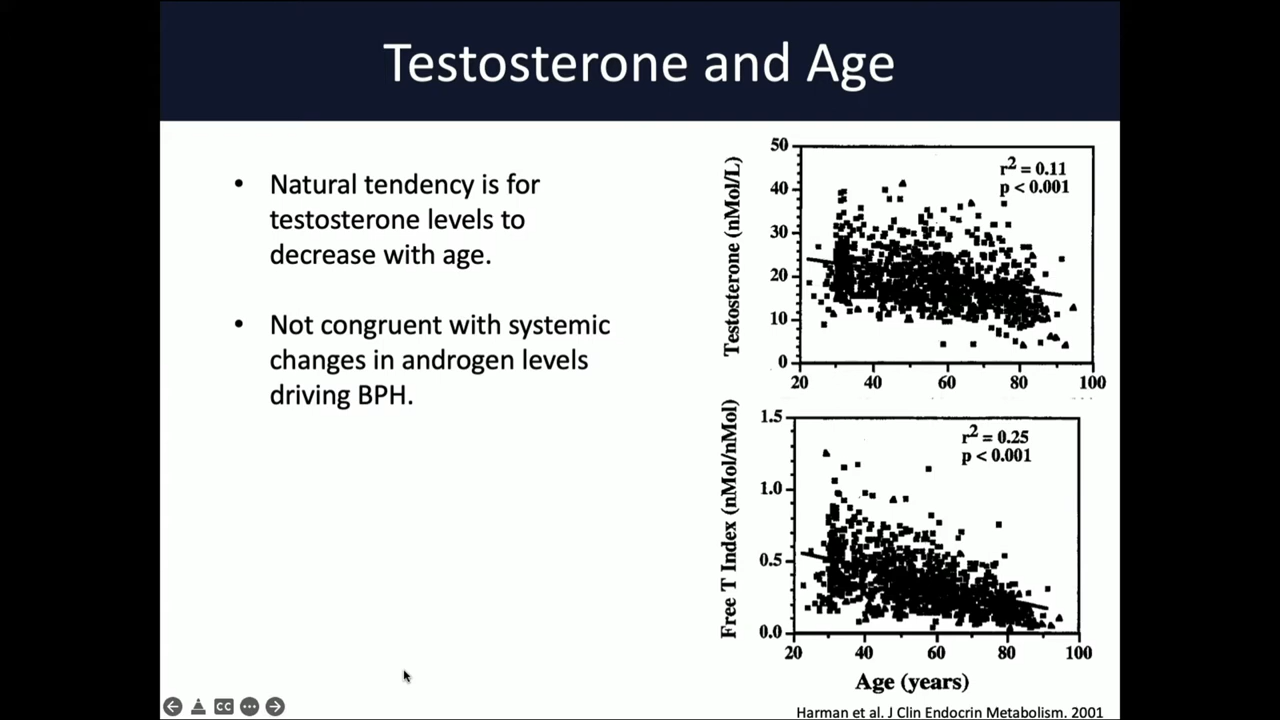 Testosterone and Age
• Natural tendency is for
testosterone levels to
decrease with age.
• Not congruent with systemic
changes in androgen levels
driving BPH.
Testosterone (nMol/L)
50
40
30
20
10
0
r² = 0.11
p < 0.001
20 40 60 80 100
Free T Index (nMol/nMol)
1.5
1.0
0.5
0.0
r² = 0.25
p < 0.001
20 40 60 80 100
Age (years)
CC
Harman et al. J Clin Endocrin Metabolism. 2001